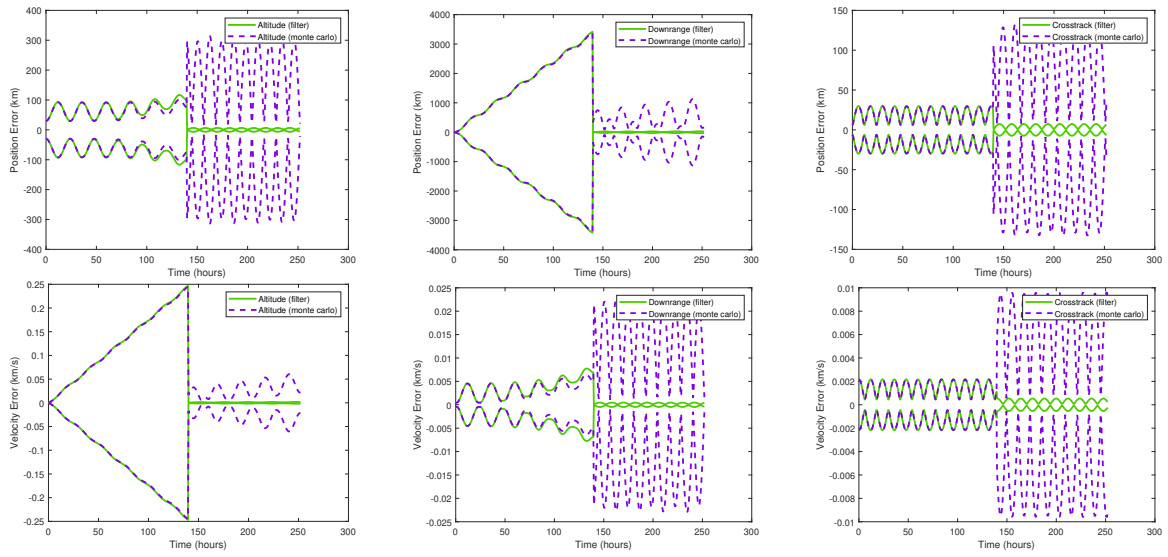 400
300
200
100
0
-100
-200
-300
-400
0 50 100 150 200 250 300
Time (hours)
Position Error (km)
Altitude (filter)
Altitude (monte carlo)
4000
3000
2000
1000
0
-1000
-2000
-3000
-4000
0 50 100 150 200 250 300
Time (hours)
Position Error (km)
Downrange (filter)
Downrange (monte carlo)
150
100
50
0
-50
-100
-150
0 50 100 150 200 250 300
Time (hours)
Position Error (km)
Crosstrack (filter)
Crosstrack (monte carlo)
0.25
0.2
0.15
0.1
0.05
0
-0.05
-0.1
-0.15
-0.2
-0.25
0 50 100 150 200 250 300
Time (hours)
Velocity Error (km/s)
Altitude (filter)
Altitude (monte carlo)
0.025
0.02
0.015
0.01
0.005
0
-0.005
-0.01
-0.015
-0.02
-0.025
0 50 100 150 200 250 300
Time (hours)
Velocity Error (km/s)
Downrange (filter)
Downrange (monte carlo)
0.01
0.008
0.006
0.004
0.002
0
-0.002
-0.004
-0.006
-0.008
-0.01
0 50 100 150 200 250 300
Time (hours)
Velocity Error (km/s)
Crosstrack (filter)
Crosstrack (monte carlo)